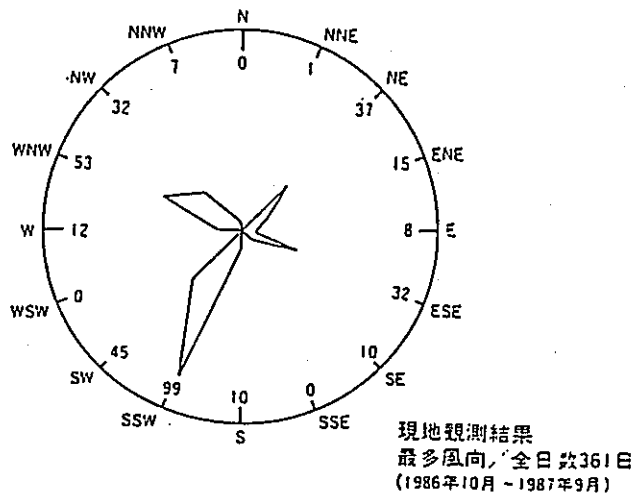 N
NNW
NNE
7
0
1
NW
NE
32
37
WNW
53
15
ENE
W
12
8
E
WSW
0
32
ESE
SW
45
10
SE
99
10
0
SSW
S
SSE
現地観測結果
最多風向/全日数361日
(1986年10月~1987年9月)